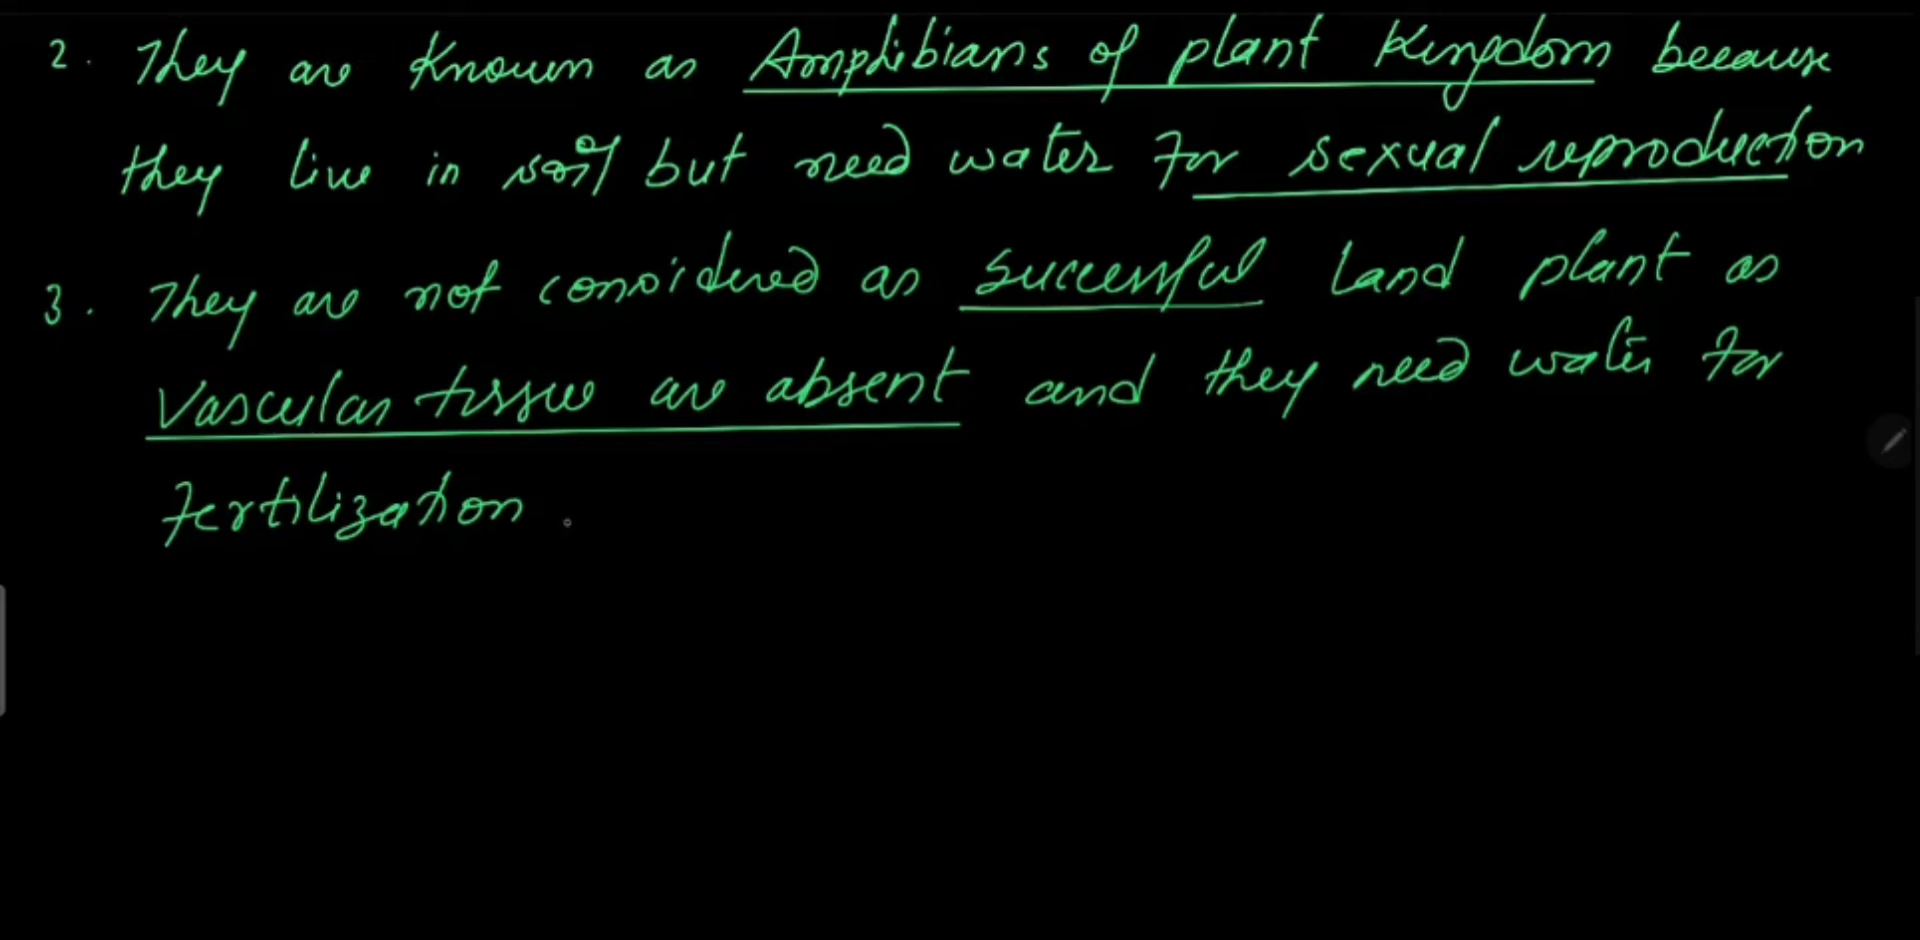 2. They are Known as Amphibians of plant Kingdom because
they live in soil but need water for sexual reproduction
3. They are not considered as successful land plant as
Vascular tissue are absent and they need water for
fertilization.